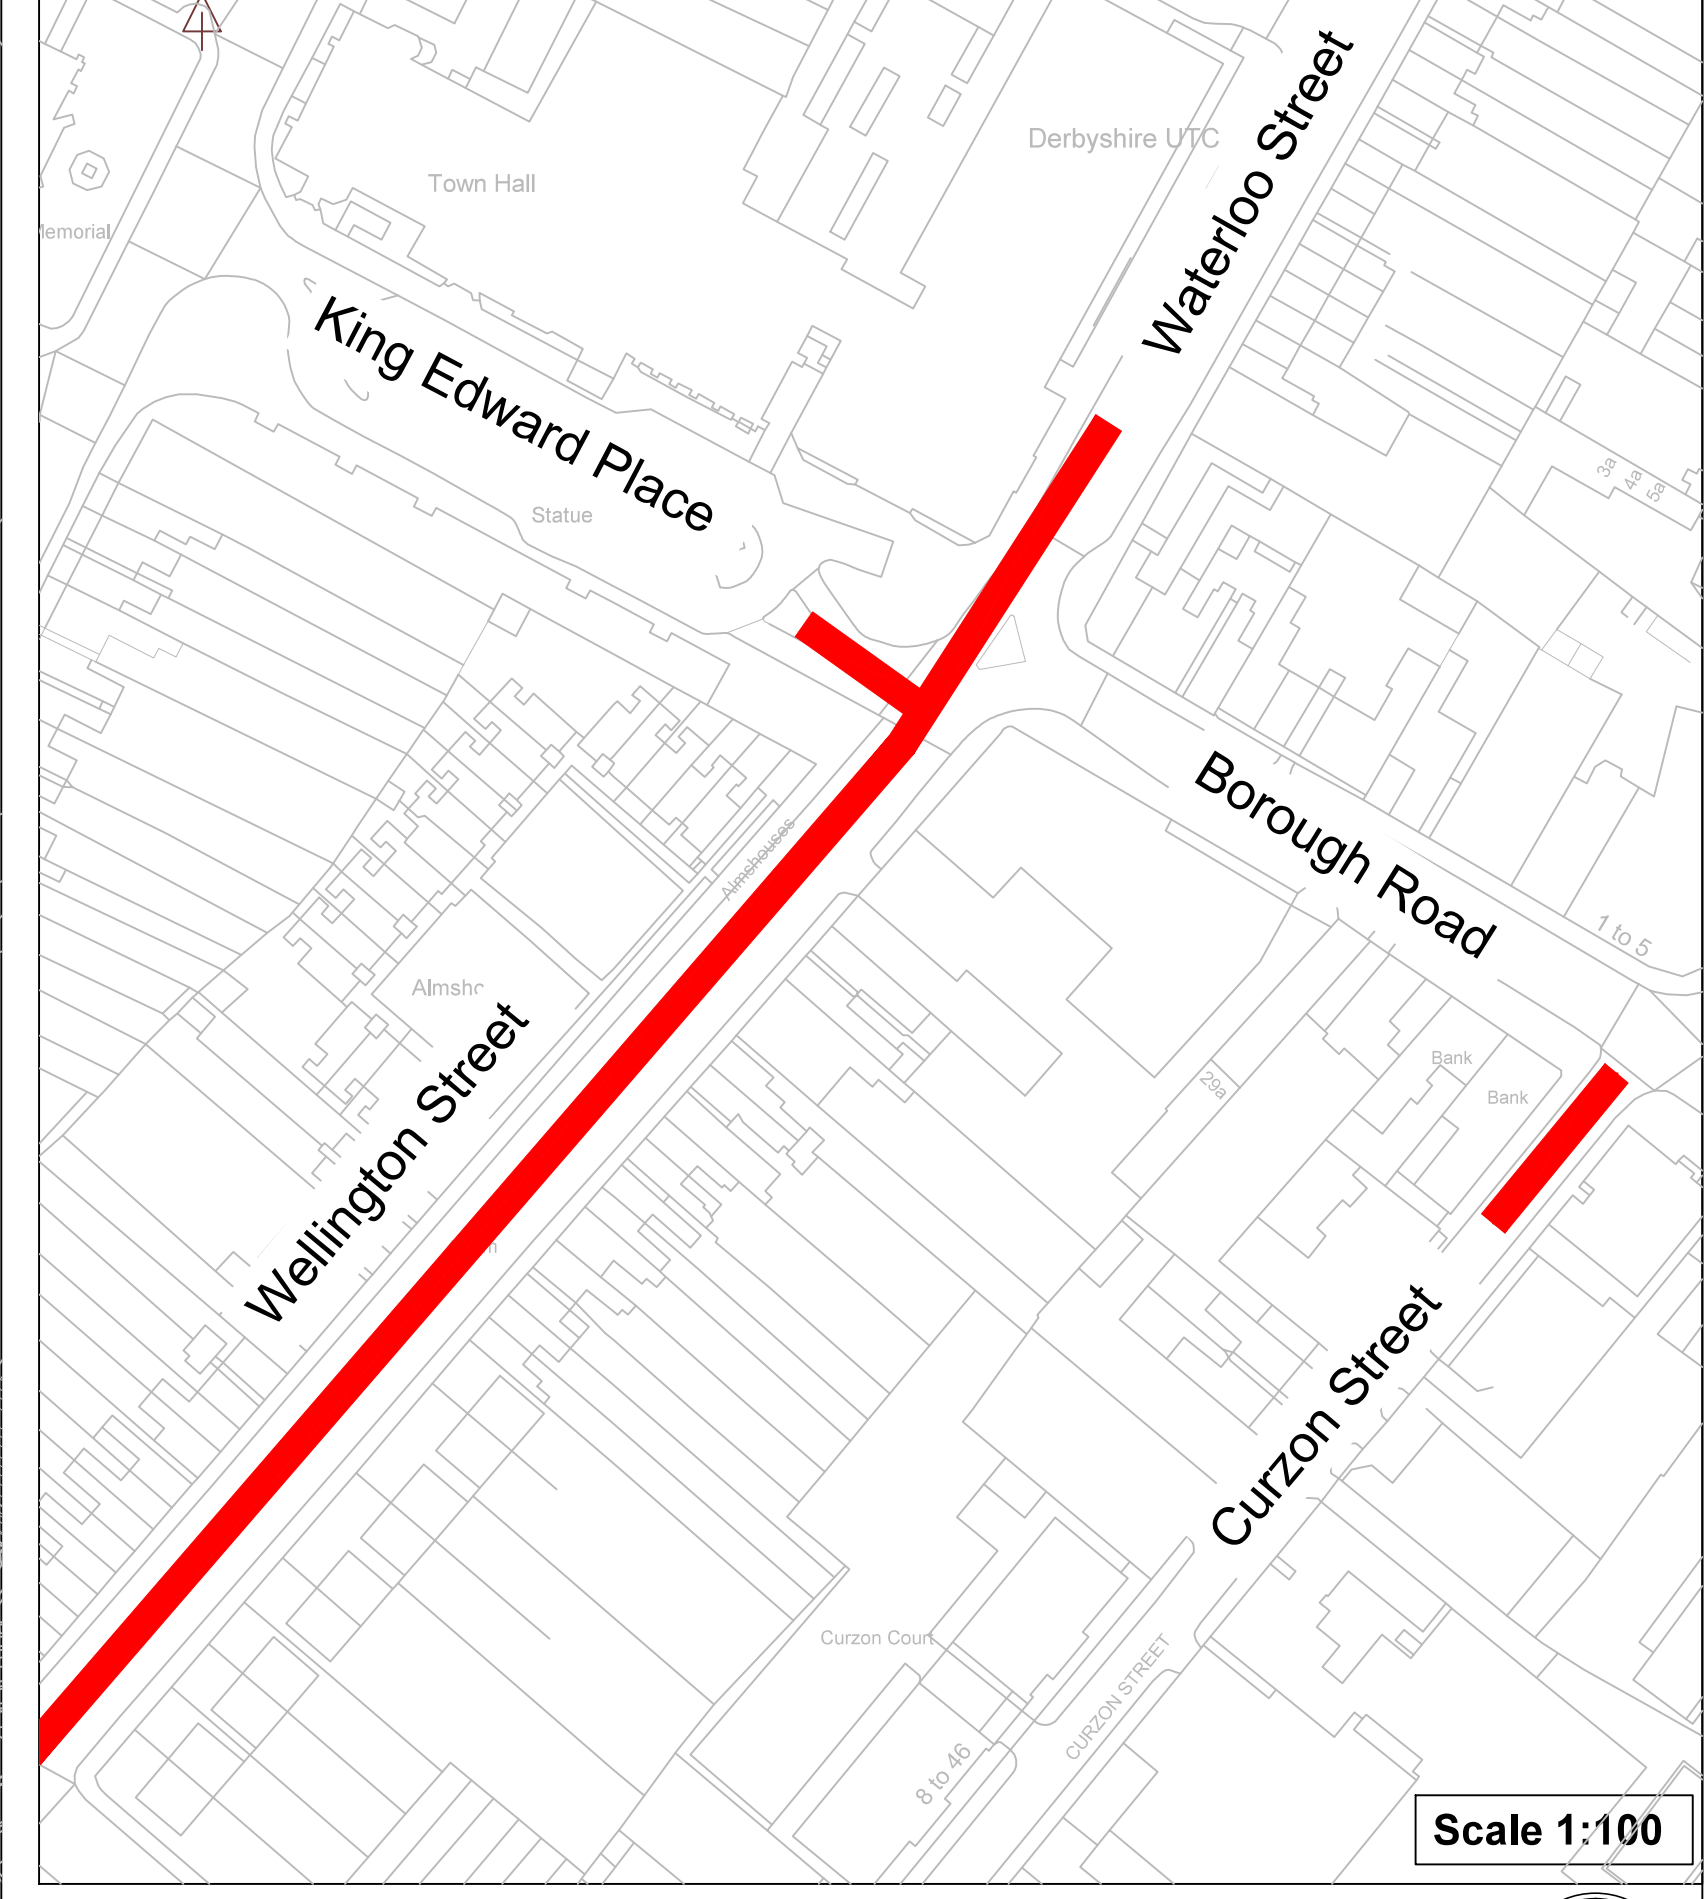 Derbyshire UTC
Waterloo Street
Town Hall
King Edward Place
3a
4a
5a
Statue
Borough Road
Almshouses
1 to 5
Wellington Street
Bank
29a
Bank
Curzon Street
Curzon Court
CURZON STREET
8 to 46
Scale 1:100